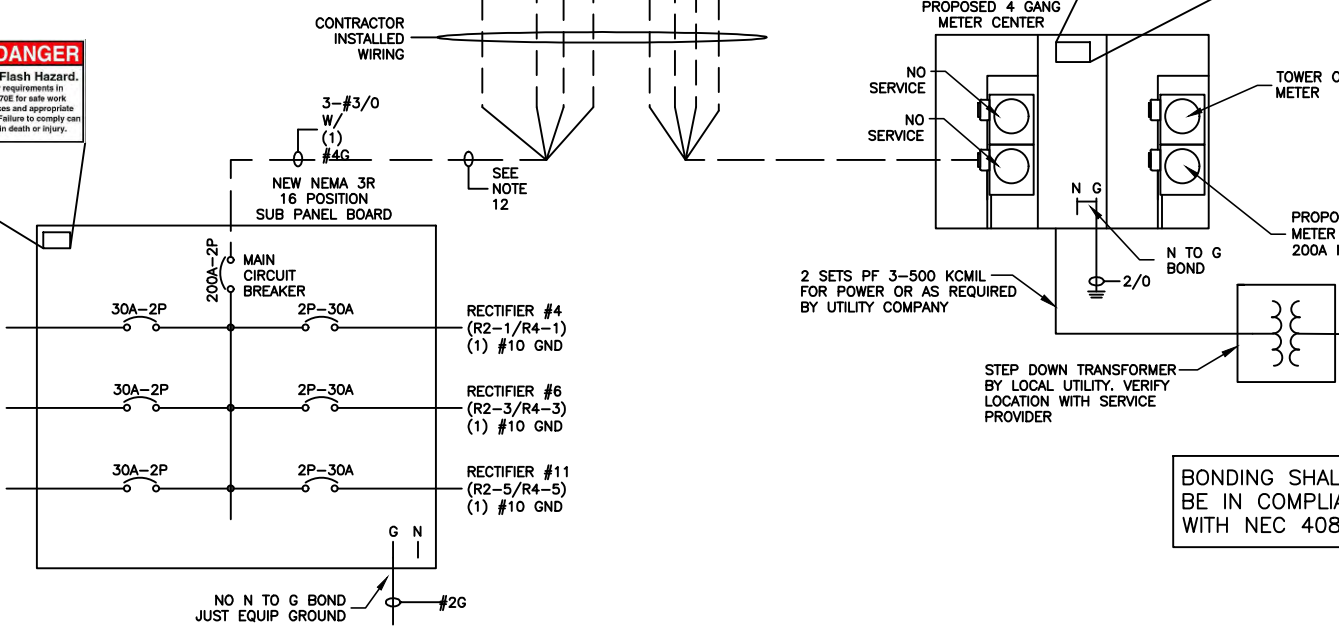 PROPOSED 4 GANG
METER CENTER
CONTRACTOR
INSTALLED
WIRING
DANGER
Flash Hazard.
requirements in
70E for safe work
and appropriate
Failure to comply can
in death or injury.
NO
SERVICE
NO
SERVICE
TOWER
METER
3-#3/0
W/
(1)
#4G
SEE
NOTE
12
NEW NEMA 3R
16 POSITION
SUB PANEL BOARD
N G
PROPO
METER
200A
N TO G
BOND
2/0
200A-2P
MAIN
CIRCUIT
BREAKER
2 SETS PF 3-500 KCMIL
FOR POWER OR AS REQUIRED
BY UTILITY COMPANY
30A-2P
2P-30A
RECTIFIER #4
(R2-1/R4-1)
(1) #10 GND
STEP DOWN TRANSFORMER
BY LOCAL UTILITY. VERIFY
LOCATION WITH SERVICE
PROVIDER
30A-2P
2P-30A
RECTIFIER #6
(R2-3/R4-3)
(1) #10 GND
30A-2P
2P-30A
RECTIFIER #11
(R2-5/R4-5)
(1) #10 GND
BONDING SHAL
BE IN COMPLIA
WITH NEC 408
G N
NO N TO G BOND
JUST EQUIP GROUND
#2G